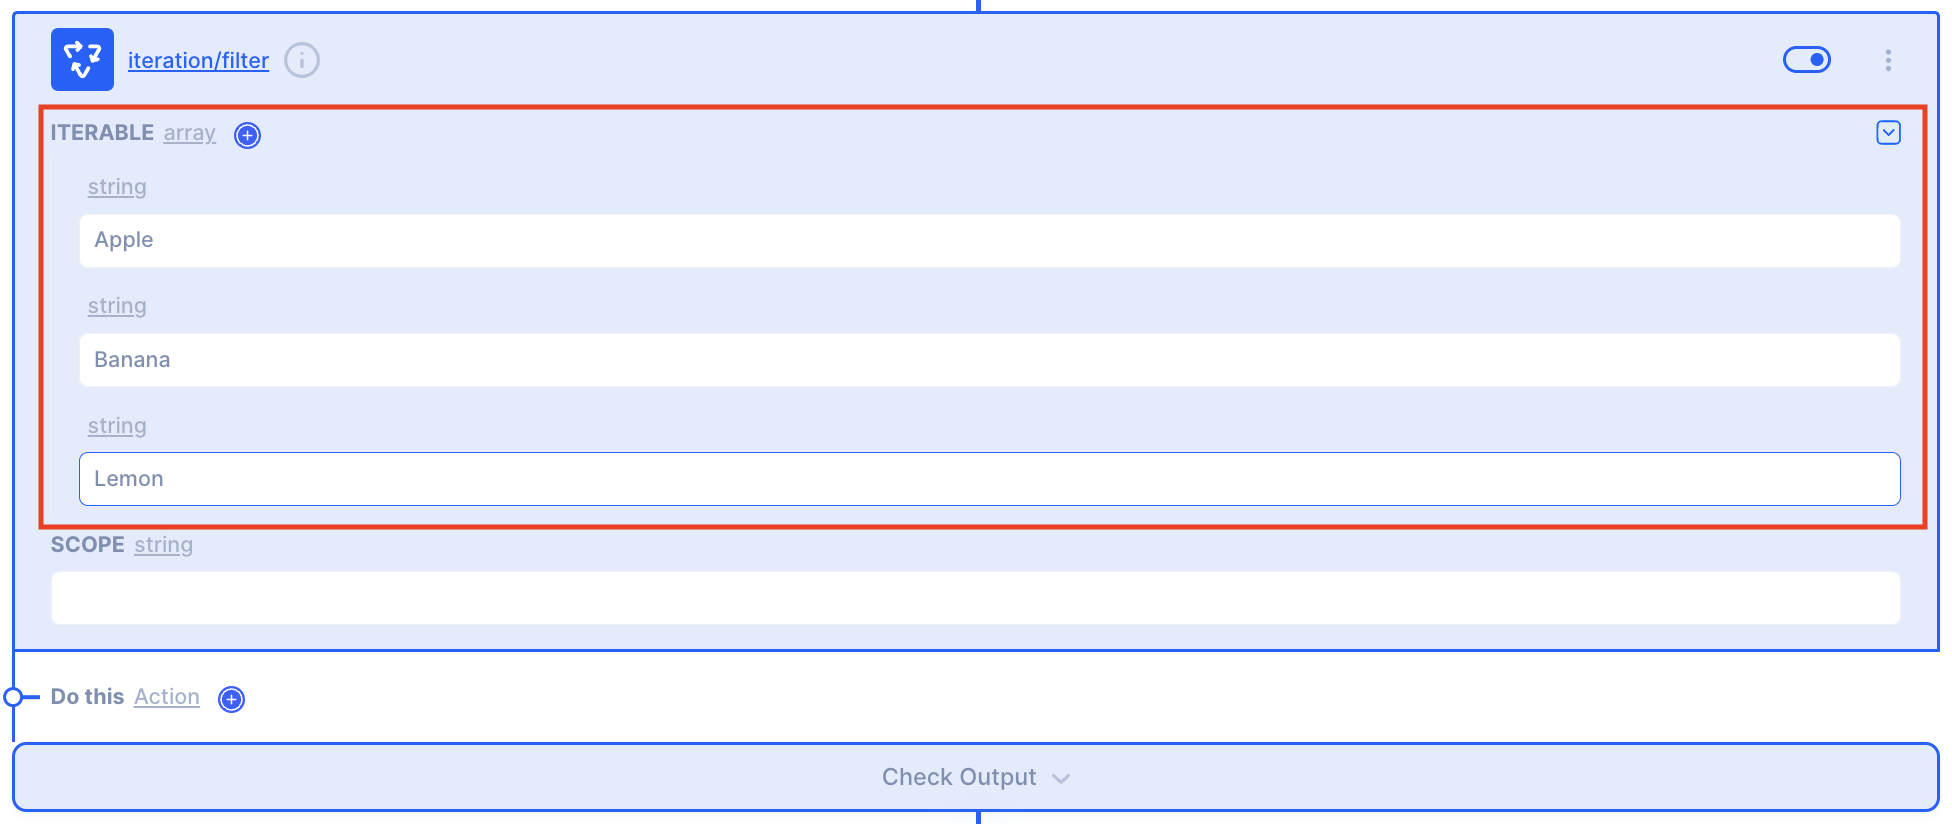 iteration/filter
ITERABLE array
string
Apple
string
Banana
string
Lemon
SCOPE string
Do this Action
Check Output